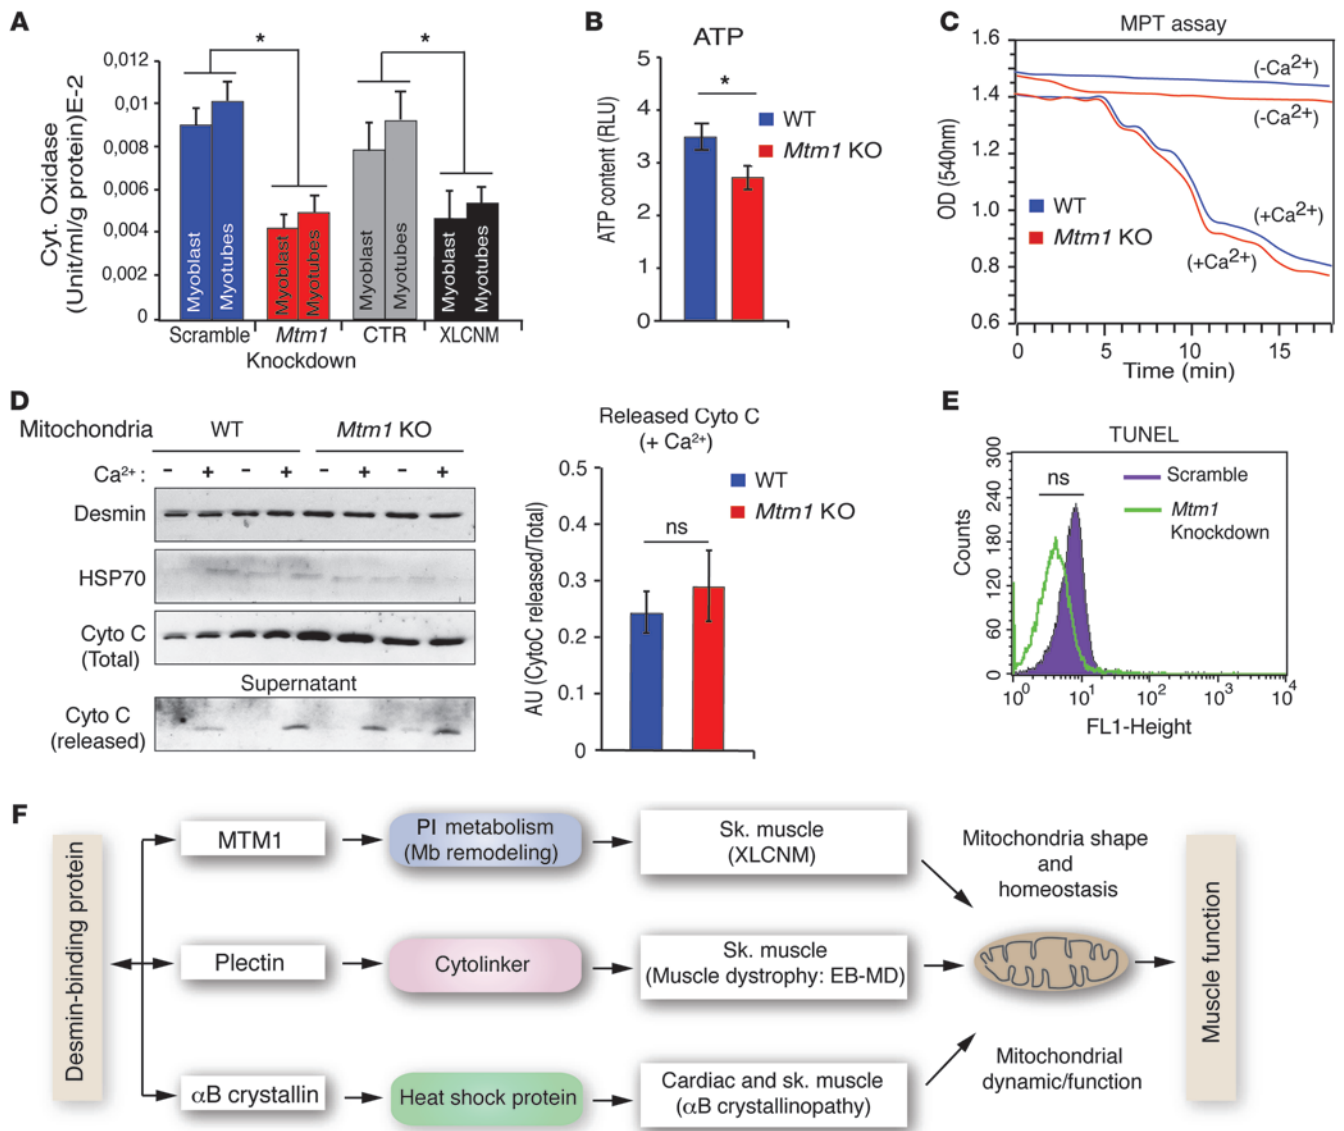 A
Cyt. Oxidase
(Unit/ml/g protein)E-2
0,012
0,01
0,008
0,006
0,004
0,002
0
*
*
Myoblast
Myotubes
Myoblast
Myotubes
Myoblast
Myotubes
Myoblast
Myotubes
Scramble
Mtm1
CTR
XLCNM
Knockdown
B
ATP
ATP content (RLU)
5
4
3
2
1
0
*
WT
Mtm1 KO
C
MPT assay
OD (540nm)
1.6
1.4
1.2
1.0
0.8
0.6
(-Ca2+)
(-Ca2+)
(+Ca2+)
(+Ca2+)
WT
Mtm1 KO
0
5
10
15
Time (min)
D
Mitochondria
WT
Mtm1 KO
Ca2+ :
- + - + - + - +
Desmin
HSP70
Cyto C
(Total)
Supernatant
Cyto C
(released)
Released Cyto C
(+ Ca2+)
AU (CytoC released/Total)
0.5
0.4
0.3
0.2
0.1
0
ns
WT
Mtm1 KO
E
TUNEL
Counts
300
240
180
120
60
0
ns
Scramble
Mtm1
Knockdown
10^0
10^1
10^2
10^3
10^4
FL1-Height
F
Desmin-binding protein
MTM1
PI metabolism
(Mb remodeling)
Sk. muscle
(XLCNM)
Plectin
Cytolinker
Sk. muscle
(Muscle dystrophy: EB-MD)
αB crystallin
Heat shock protein
Cardiac and sk. muscle
(αB crystallinopathy)
Mitochondria shape
and
homeostasis
Mitochondrial
dynamic/function
Muscle function